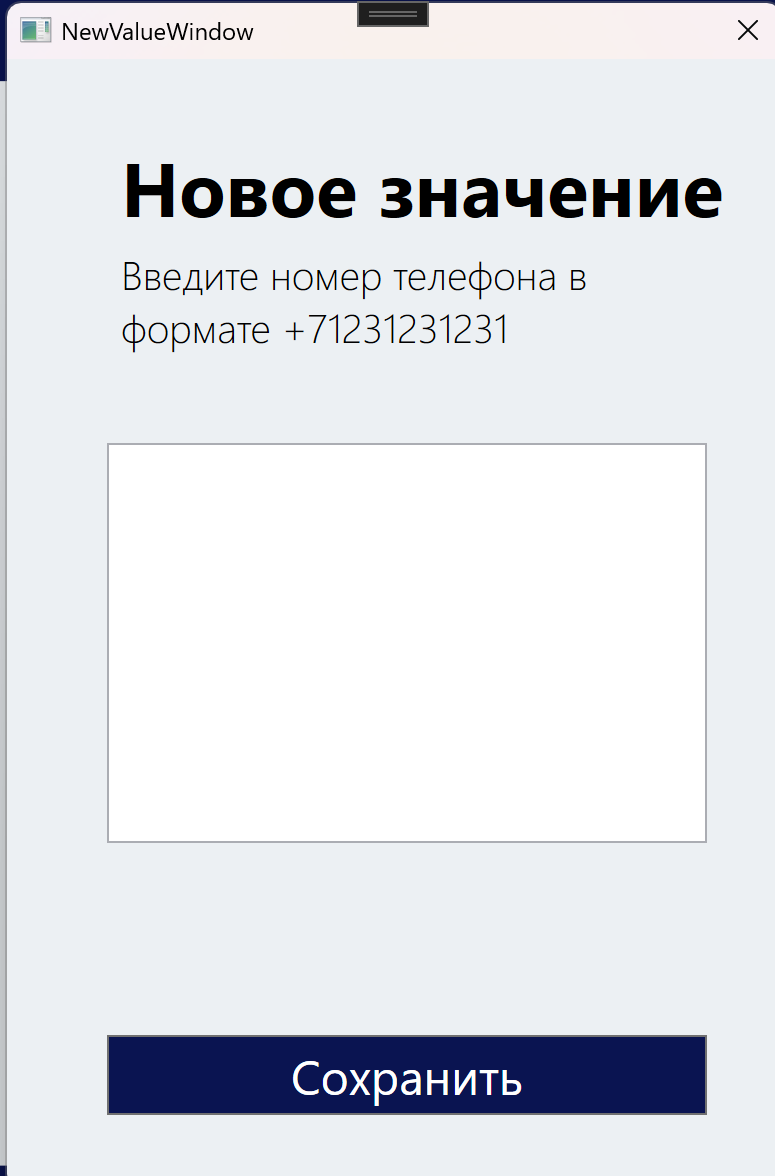 NewValueWindow
Новое значение
Введите номер телефона в
формате +71231231231
Сохранить